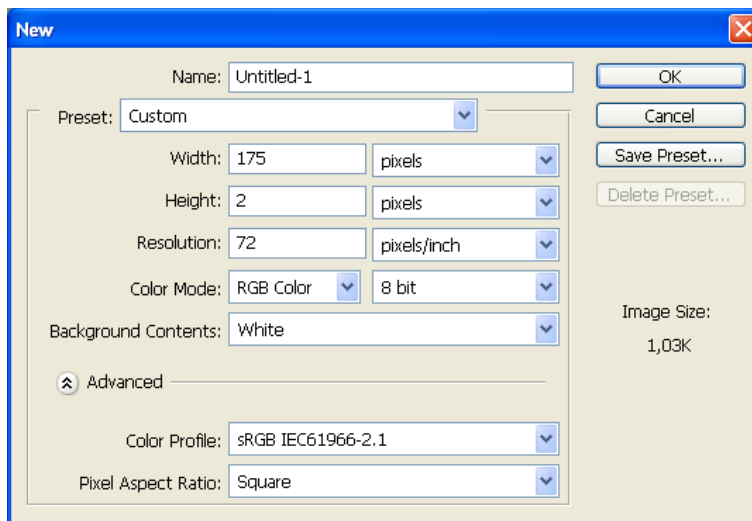 New
Name: Untitled-1
OK
Preset: Custom
Cancel
Width: 175 pixels
Save Preset...
Height: 2 pixels
Delete Preset...
Resolution: 72 pixels/inch
Color Mode: RGB Color 8 bit
Image Size:
Background Contents: White
1,03K
Advanced
Color Profile: sRGB IEC61966-2.1
Pixel Aspect Ratio: Square